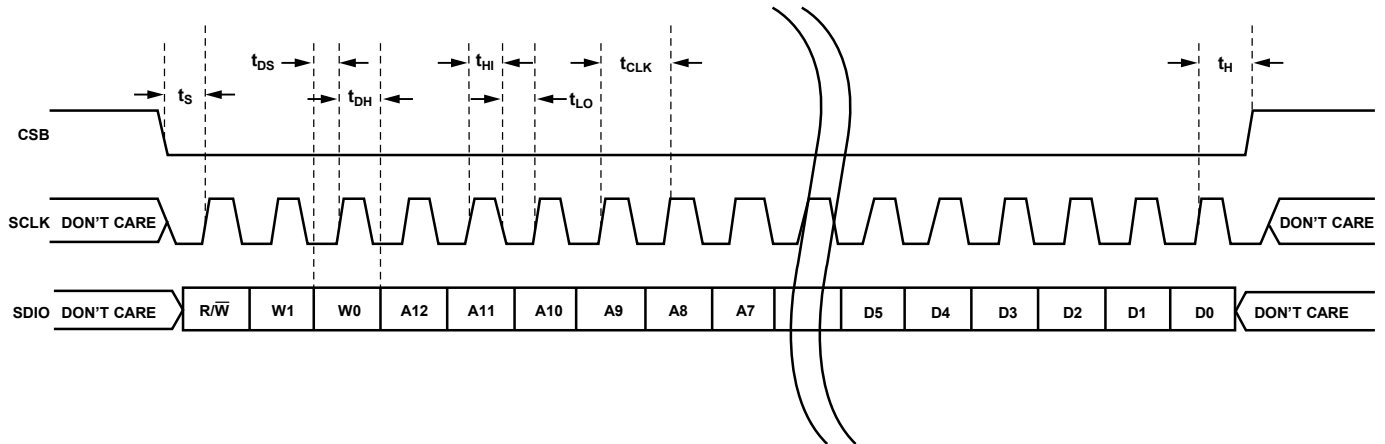 tDS
tHI
tCLK
tH
tS
tDH
tLO
CSB
SCLK DON'T CARE
DON'T CARE
SDIO DON'T CARE R/W̅ W1 W0 A12 A11 A10 A9 A8 A7 D5 D4 D3 D2 D1 D0 DON'T CARE